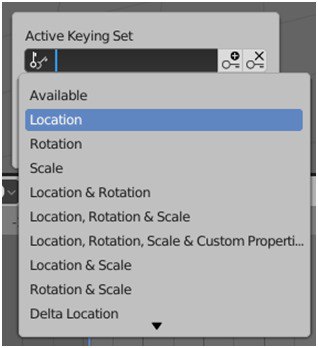 Active Keying Set
Available
Location
Rotation
Scale
Location & Rotation
Location, Rotation & Scale
Location, Rotation, Scale & Custom Properti...
Location & Scale
Rotation & Scale
Delta Location